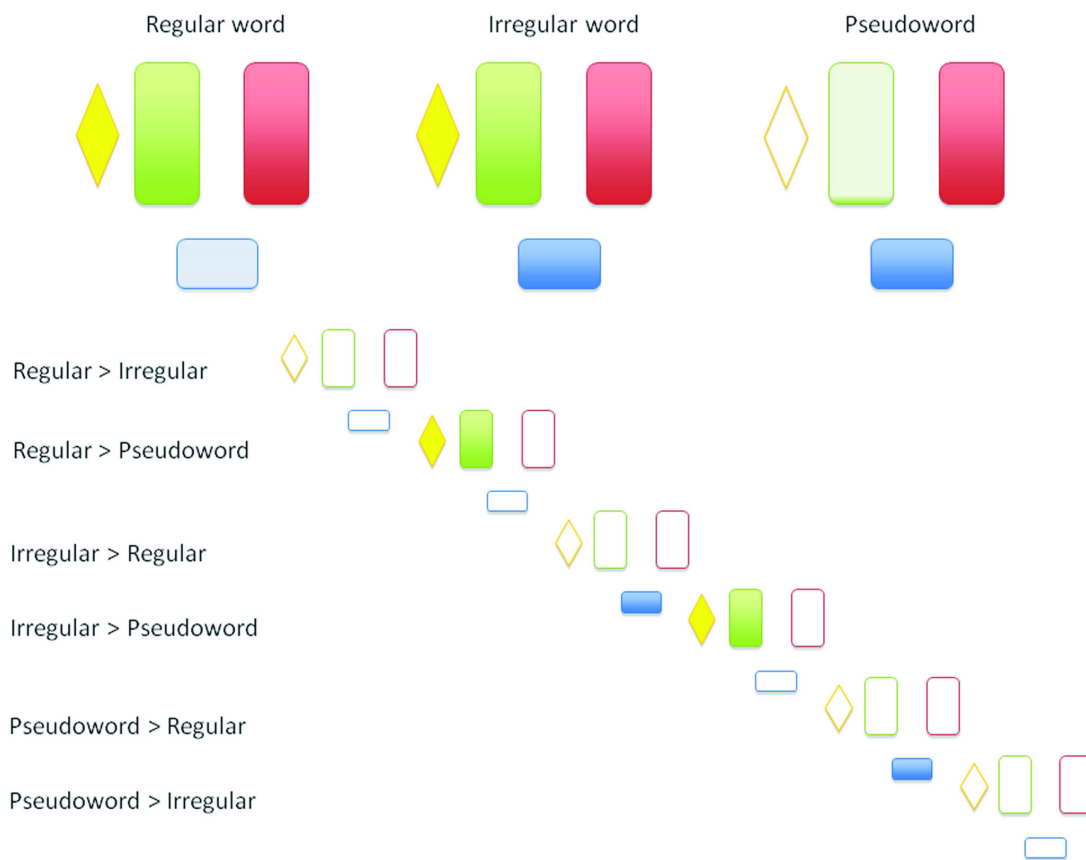 Regular word
Irregular word
Pseudoword
Regular > Irregular
Regular > Pseudoword
Irregular > Regular
Irregular > Pseudoword
Pseudoword > Regular
Pseudoword > Irregular